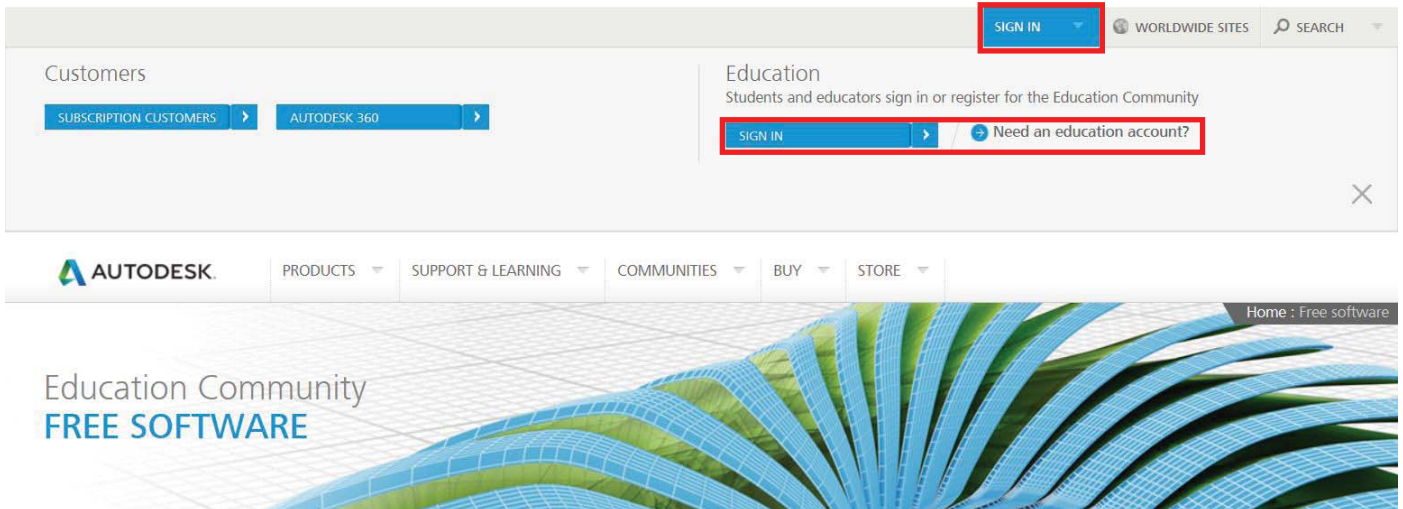 SIGN IN
WORLDWIDE SITES
SEARCH
Customers
SUBSCRIPTION CUSTOMERS
AUTODESK 360
Education
Students and educators sign in or register for the Education Community
SIGN IN
Need an education account?
AUTODESK.
PRODUCTS
SUPPORT & LEARNING
COMMUNITIES
BUY
STORE
Home : Free software
Education Community
FREE SOFTWARE